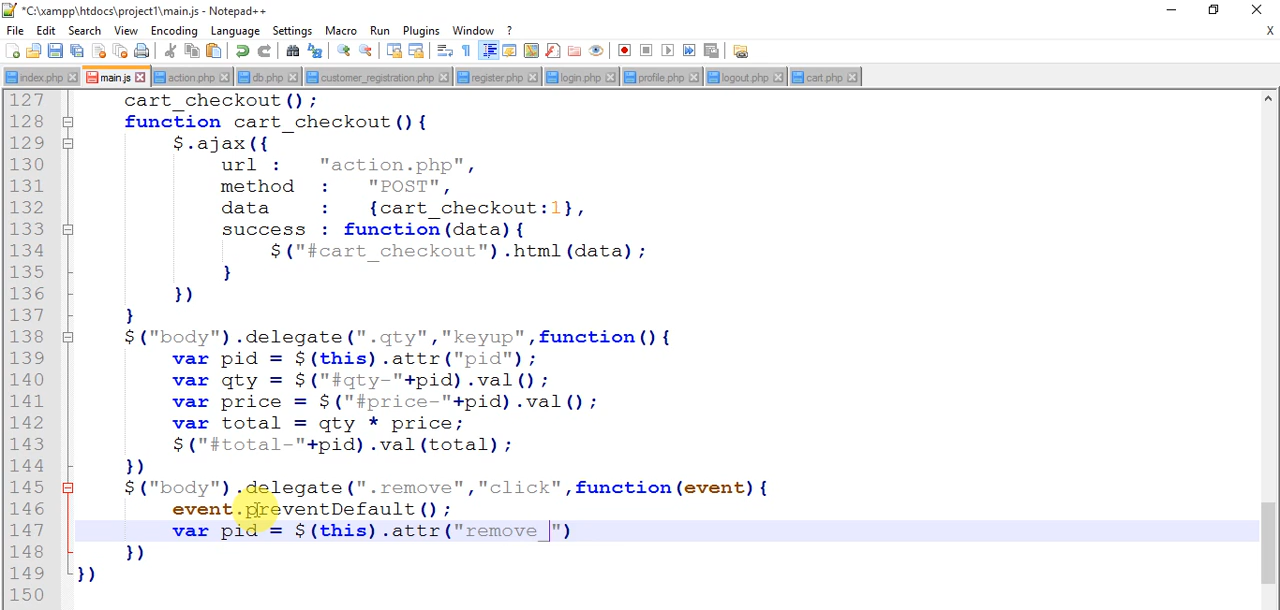 *C:\xampp\htdocs\project1\main.js - Notepad++
File Edit Search View Encoding Language Settings Macro Run Plugins Window ? X
index.php main.js action.php db.php customer_registration.php register.php login.php profile.php logout.php cart.php
127 cart_checkout();
128 function cart_checkout(){
129 $.ajax({
130 url : "action.php",
131 method : "POST",
132 data : {cart_checkout:1},
133 success : function(data){
134 $("#cart_checkout").html(data);
135 }
136 })
137 }
138 $("body").delegate(".qty","keyup",function(){
139 var pid = $(this).attr("pid");
140 var qty = $("#qty-"+pid).val();
141 var price = $("#price-"+pid).val();
142 var total = qty * price;
143 $("#total-"+pid).val(total);
144 })
145 $("body").delegate(".remove","click",function(event){
146 event.preventDefault();
147 var pid = $(this).attr("remove_")
148 })
149 })
150